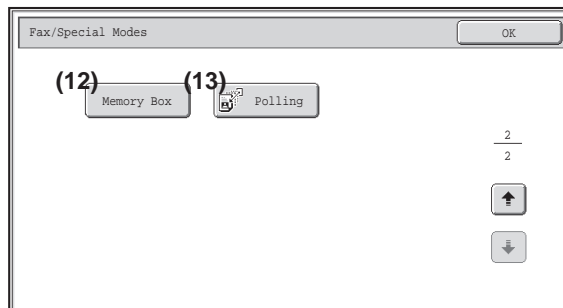 Fax/Special Modes OK
(12) (13)
Memory Box Polling
2
2